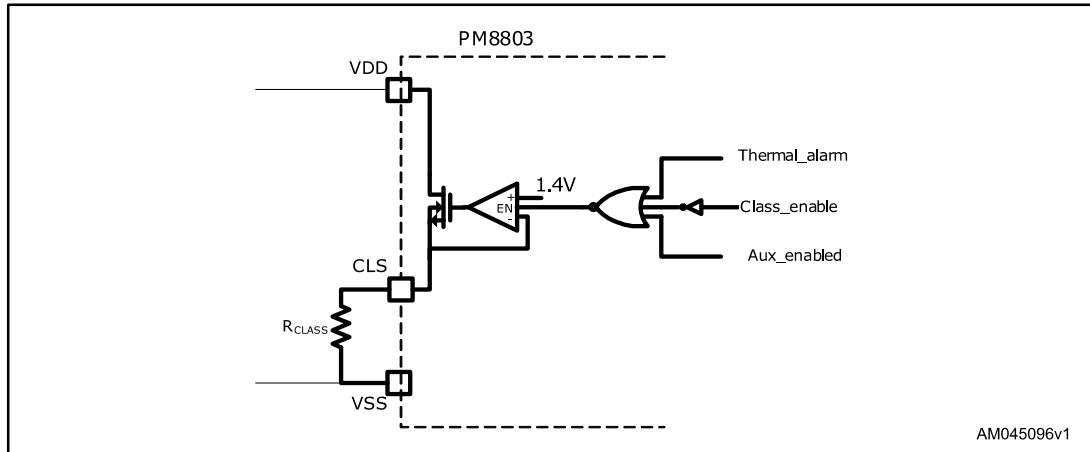 PM8803
VDD
Thermal_alarm
1.4V
+
EN
-
Class_enable
Aux_enabled
CLS
RCLASS
VSS
AM045096v1